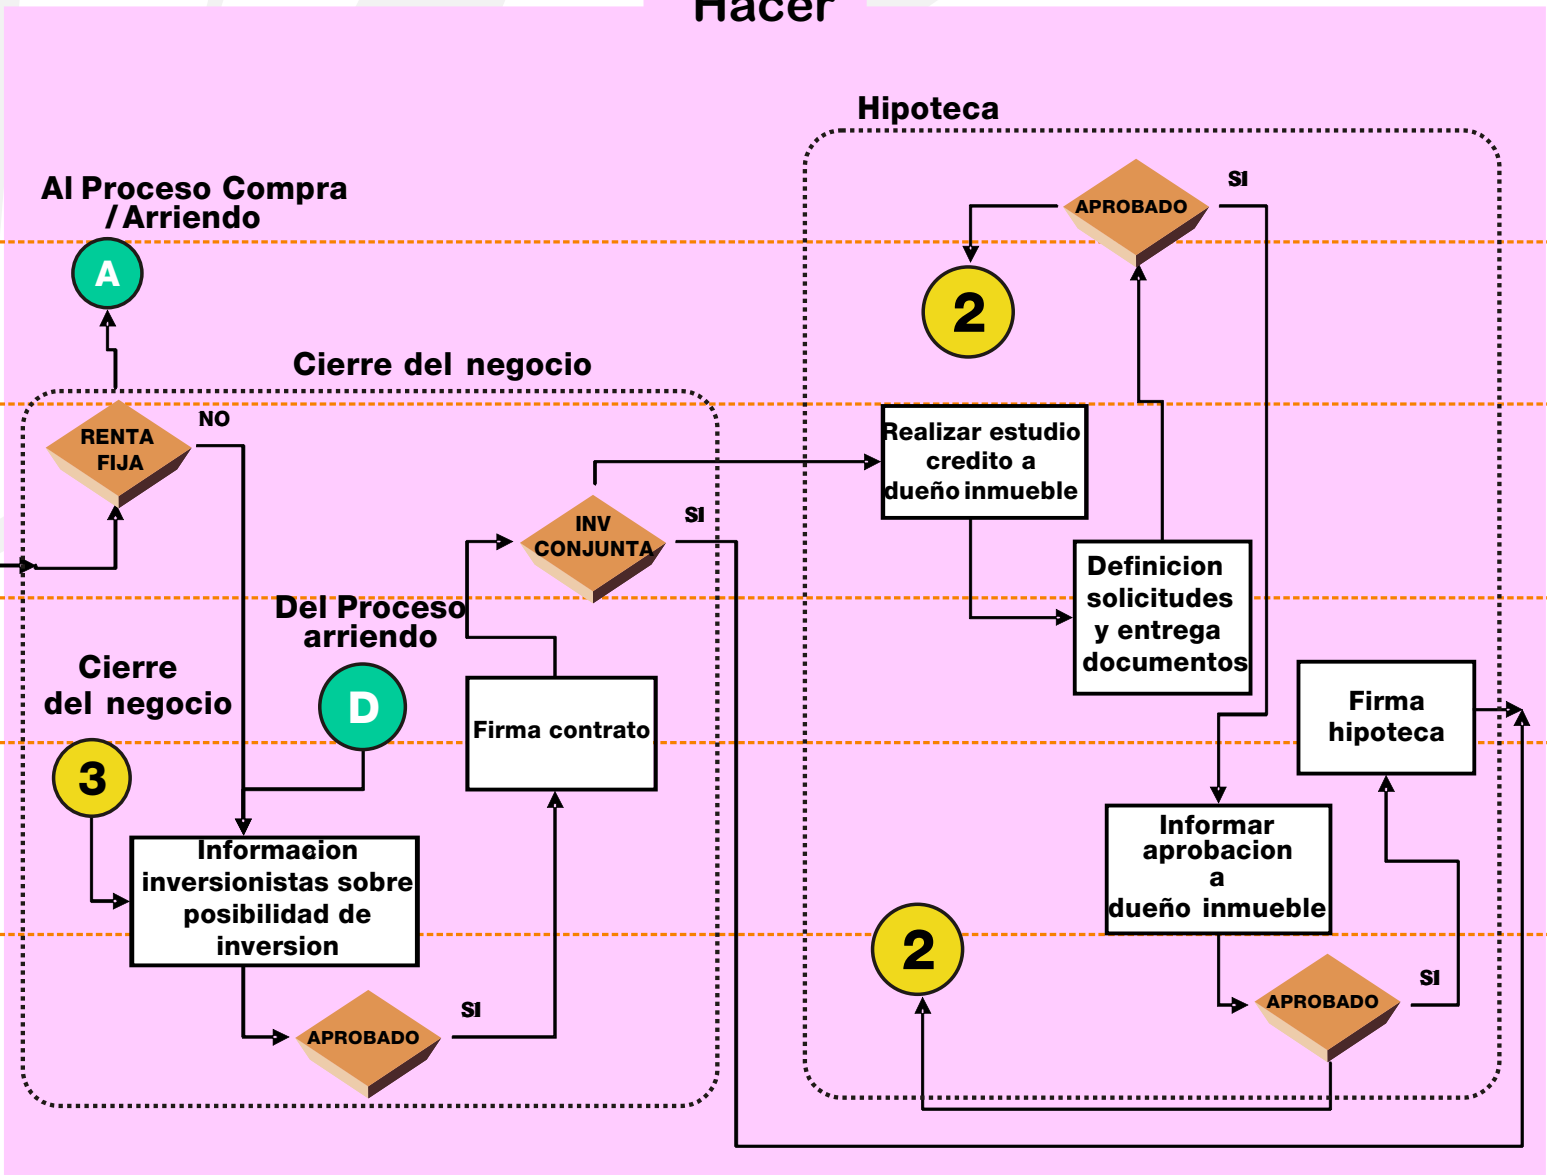 Hacer
Hipoteca
APROBADO
SI
Al Proceso Compra
/Arriendo
A
2
Cierre del negocio
NO
RENTA
FIJA
Realizar estudio
credito a
dueño inmueble
INV
CONJUNTA
SI
Definicion
solicitudes
y entrega
documentos
Del Proceso
arriendo
D
Cierre
del negocio
3
Firma contrato
Firma
hipoteca
Informacion
inversionistas sobre
posibilidad de
inversion
Informar
aprobacion
a
dueño inmueble
2
APROBADO
SI
APROBADO
SI